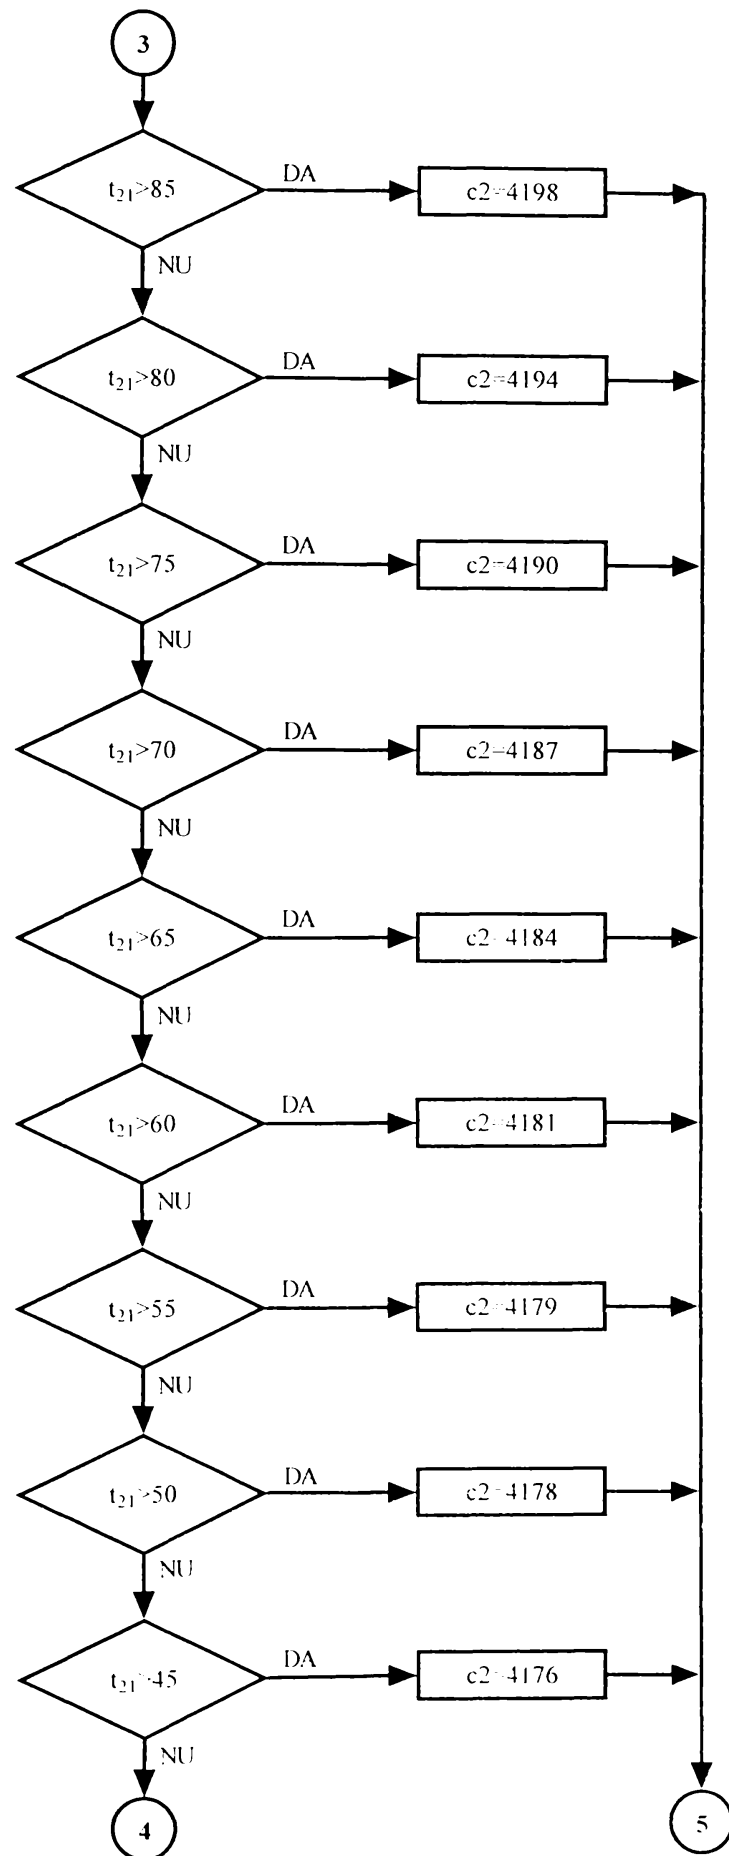 3
t₂₁>85 DA c2=4198
NU
t₂₁>80 DA c2=4194
NU
t₂₁>75 DA c2=4190
NU
t₂₁>70 DA c2=4187
NU
t₂₁>65 DA c2=4184
NU
t₂₁>60 DA c2=4181
NU
t₂₁>55 DA c2=4179
NU
t₂₁>50 DA c2=4178
NU
t₂₁>45 DA c2=4176
NU
4 5